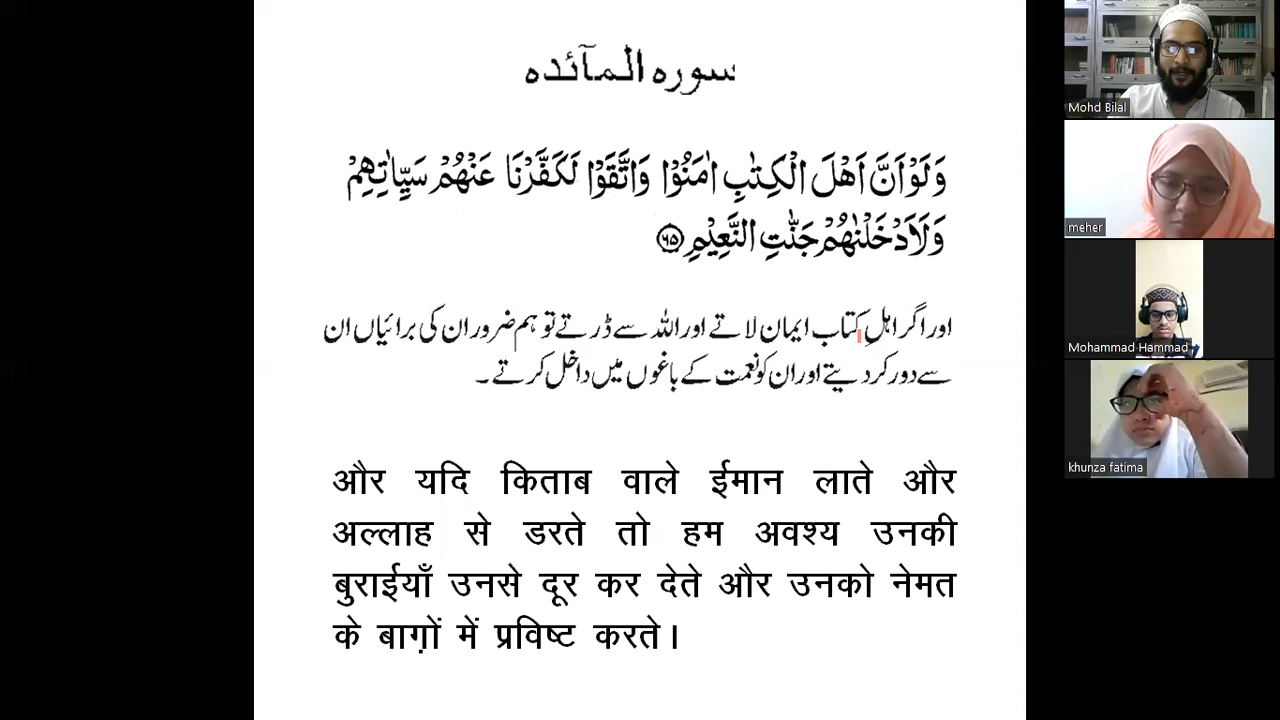 سورہ المآئدہ
وَلَوْ اَنَّ اَهْلَ الْكِتٰبِ اٰمَنُوْا وَاتَّقَوْا لَكَفَّرْنَا عَنْهُمْ سَيِّاٰتِهِمْ
وَلَاَدْخَلْنٰهُمْ جَنّٰتِ النَّعِيْمِ ۝۶۵
اور اگر اہلِ کتاب ایمان لاتے اور اللہ سے ڈرتے تو ہم ضرور ان کی برائیاں ان
سے دور کر دیتے اور ان کو نعمت کے باغوں میں داخل کرتے ۔
और यदि किताब वाले ईमान लाते और
अल्लाह से डरते तो हम अवश्य उनकी
बुराईयाँ उनसे दूर कर देते और उनको नेमत
के बाग़ों में प्रविष्ट करते।
Mohd Bilal
meher
Mohammad Hammad
khunza fatima